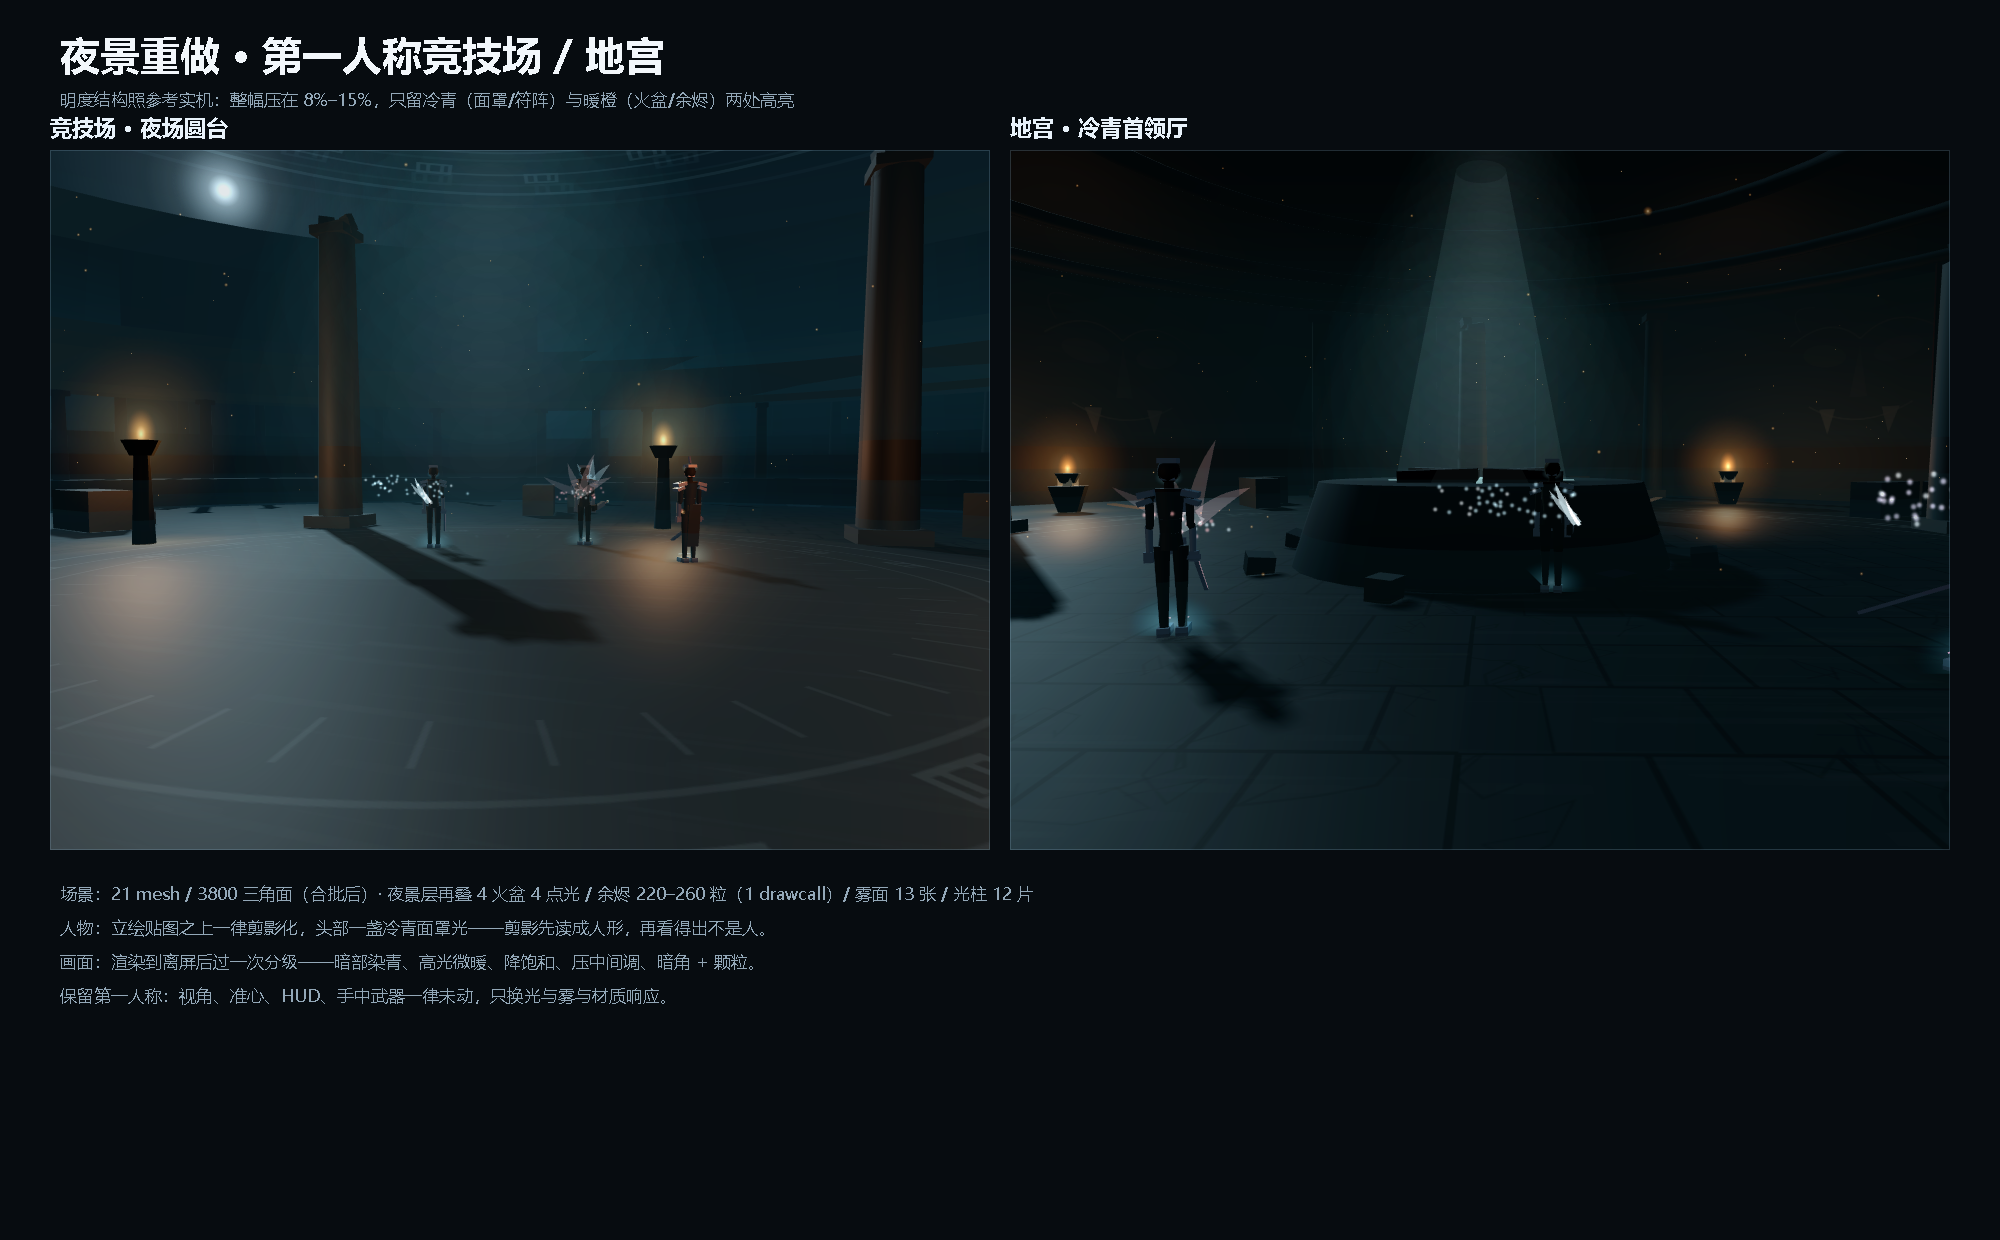 夜景重做 • 第一人称竞技场 / 地宫
明度结构照参考实机：整幅压在 8%–15%，只留冷青（面罩/符阵）与暖橙（火盆/余烬）两处高亮
竞技场 • 夜场圆台
地宫 • 冷青首领厅
场景：21 mesh / 3800 三角面（合批后）· 夜景层再叠 4 火盆 4 点光 / 余烬 220–260 粒（1 drawcall）/ 雾面 13 张 / 光柱 12 片
人物：立绘贴图之上一律剪影化，头部一盏冷青面罩光——剪影先读成人形，再看得出不是人。
画面：渲染到离屏后过一次分级——暗部染青、高光微暖、降饱和、压中间调、暗角 + 颗粒。
保留第一人称：视角、准心、HUD、手中武器一律未动，只换光与雾与材质响应。